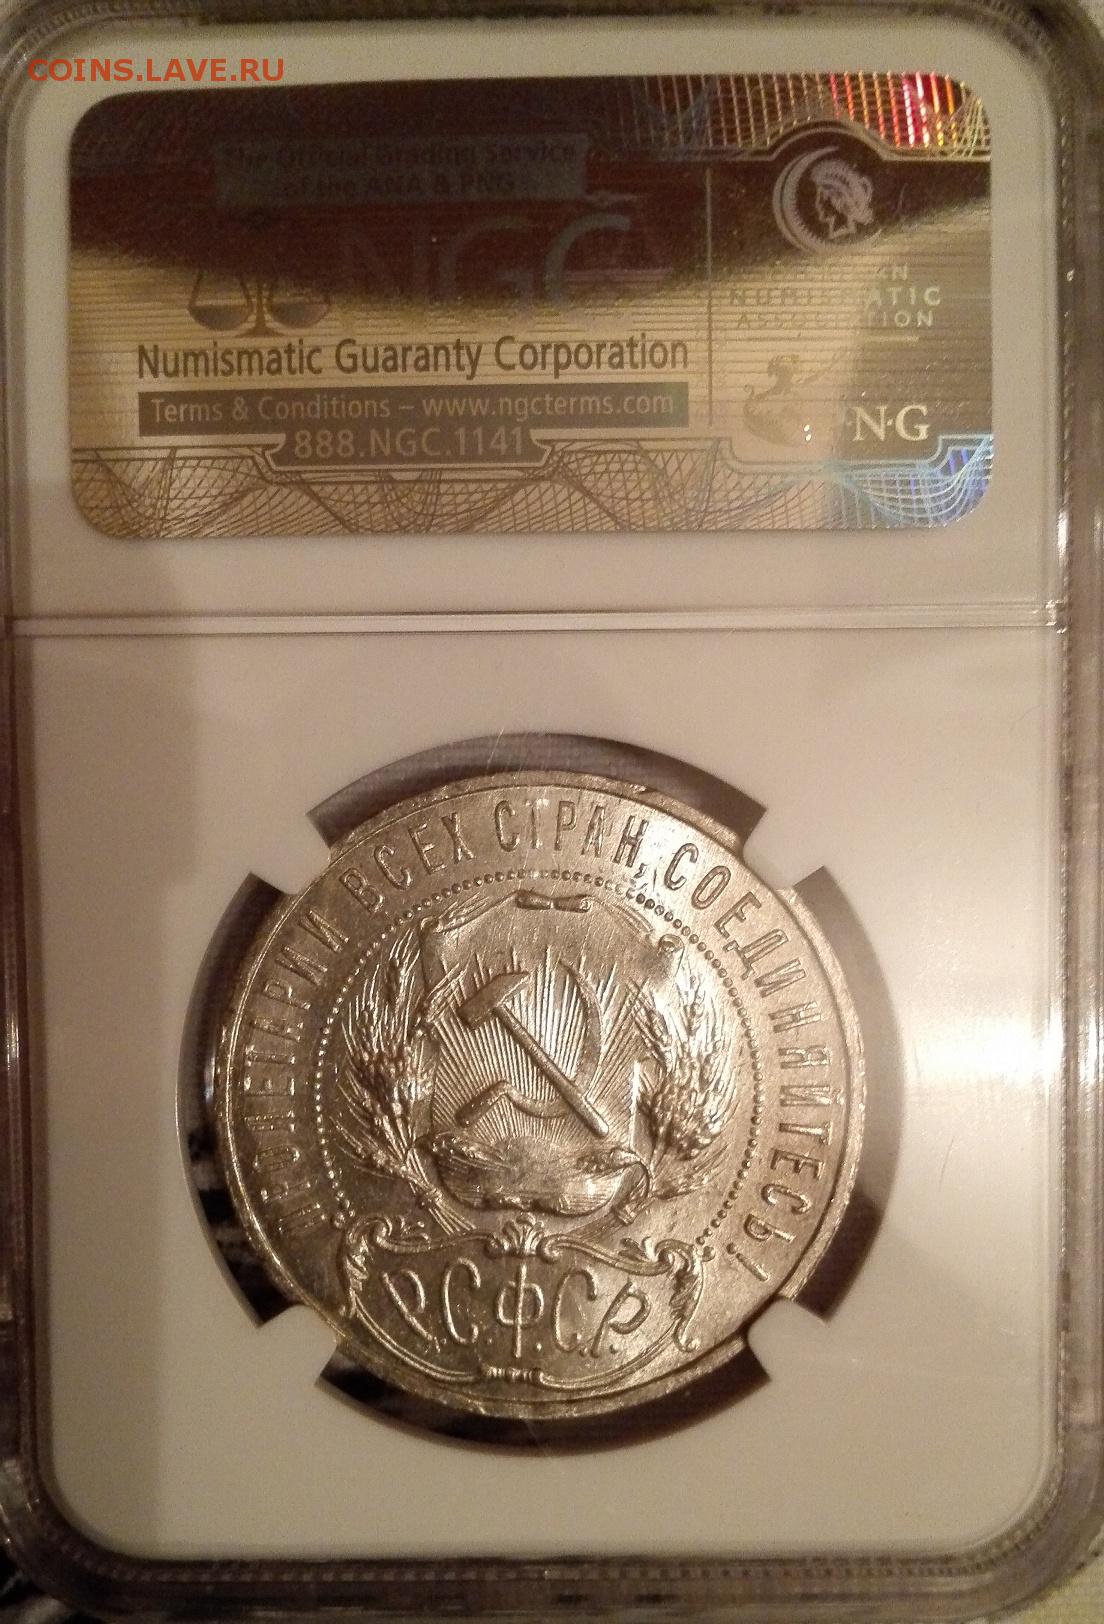 COINS.LAVE.RU
The Official Grading Service
of the ANA & PNG
NGC
Numismatic Guaranty Corporation
Terms & Conditions – www.ngcterms.com
888.NGC.1141
NUMISMATIC
ASSOCIATION
P·N·G
ПРОЛЕТАРИИ ВСЕХ СТРАН, СОЕДИНЯЙТЕСЬ!
Р.С.Ф.С.Р.